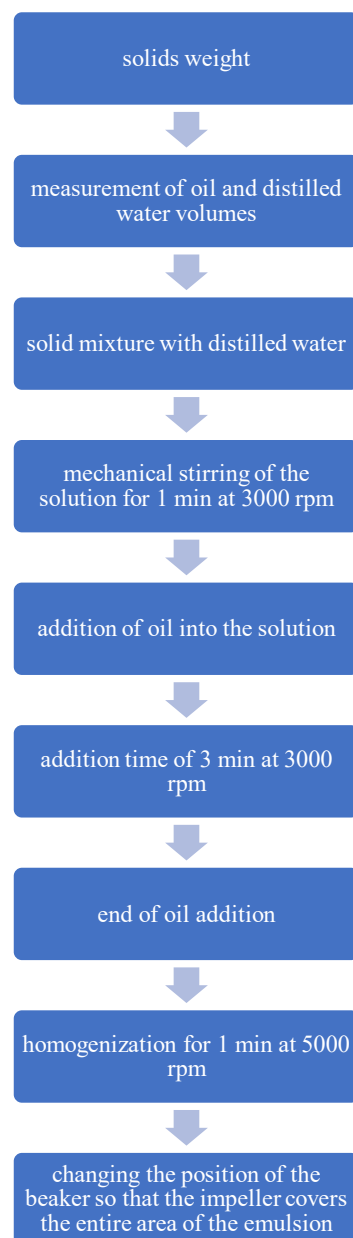 solids weight
measurement of oil and distilled
water volumes
solid mixture with distilled water
mechanical stirring of the
solution for 1 min at 3000 rpm
addition of oil into the solution
addition time of 3 min at 3000
rpm
end of oil addition
homogenization for 1 min at 5000
rpm
changing the position of the
beaker so that the impeller covers
the entire area of the emulsion